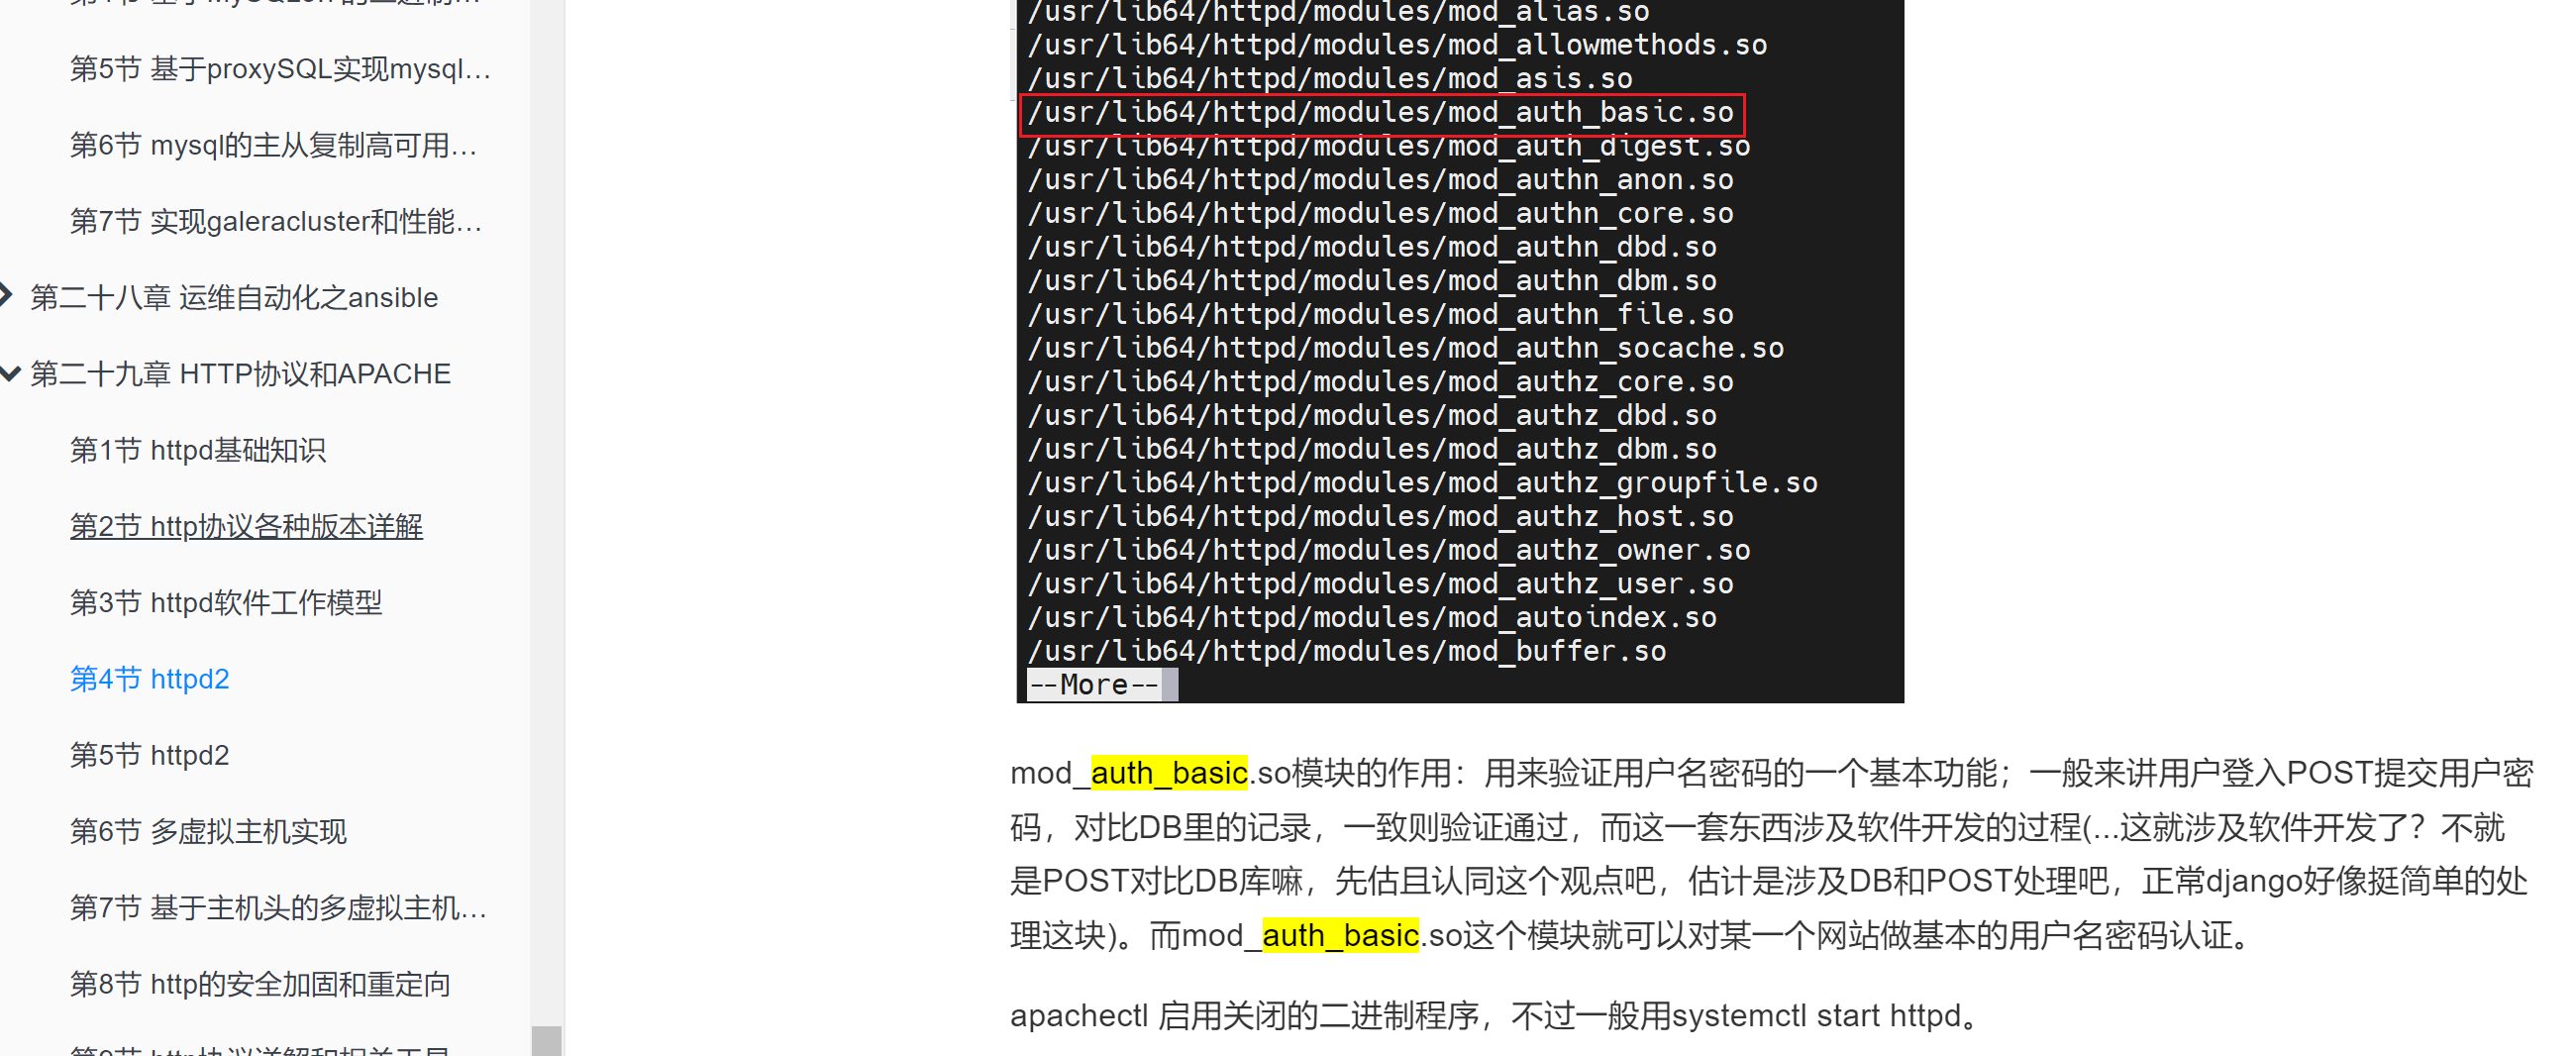 第5节 基于proxySQL实现mysql…
第6节 mysql的主从复制高可用…
第7节 实现galeracluster和性能…
第二十八章 运维自动化之ansible
第二十九章 HTTP协议和APACHE
第1节 httpd基础知识
第2节 http协议各种版本详解
第3节 httpd软件工作模型
第4节 httpd2
第5节 httpd2
第6节 多虚拟主机实现
第7节 基于主机头的多虚拟主机…
第8节 http的安全加固和重定向
/usr/lib64/httpd/modules/mod_alias.so
/usr/lib64/httpd/modules/mod_allowmethods.so
/usr/lib64/httpd/modules/mod_asis.so
/usr/lib64/httpd/modules/mod_auth_basic.so
/usr/lib64/httpd/modules/mod_auth_digest.so
/usr/lib64/httpd/modules/mod_authn_anon.so
/usr/lib64/httpd/modules/mod_authn_core.so
/usr/lib64/httpd/modules/mod_authn_dbd.so
/usr/lib64/httpd/modules/mod_authn_dbm.so
/usr/lib64/httpd/modules/mod_authn_file.so
/usr/lib64/httpd/modules/mod_authn_socache.so
/usr/lib64/httpd/modules/mod_authz_core.so
/usr/lib64/httpd/modules/mod_authz_dbd.so
/usr/lib64/httpd/modules/mod_authz_dbm.so
/usr/lib64/httpd/modules/mod_authz_groupfile.so
/usr/lib64/httpd/modules/mod_authz_host.so
/usr/lib64/httpd/modules/mod_authz_owner.so
/usr/lib64/httpd/modules/mod_authz_user.so
/usr/lib64/httpd/modules/mod_autoindex.so
/usr/lib64/httpd/modules/mod_buffer.so
--More--
mod_auth_basic.so模块的作用：用来验证用户名密码的一个基本功能；一般来讲用户登入POST提交用户密
码，对比DB里的记录，一致则验证通过，而这一套东西涉及软件开发的过程(...这就涉及软件开发了？不就
是POST对比DB库嘛，先估且认同这个观点吧，估计是涉及DB和POST处理吧，正常django好像挺简单的处
理这块)。而mod_auth_basic.so这个模块就可以对某一个网站做基本的用户名密码认证。
apachectl 启用关闭的二进制程序，不过一般用systemctl start httpd。